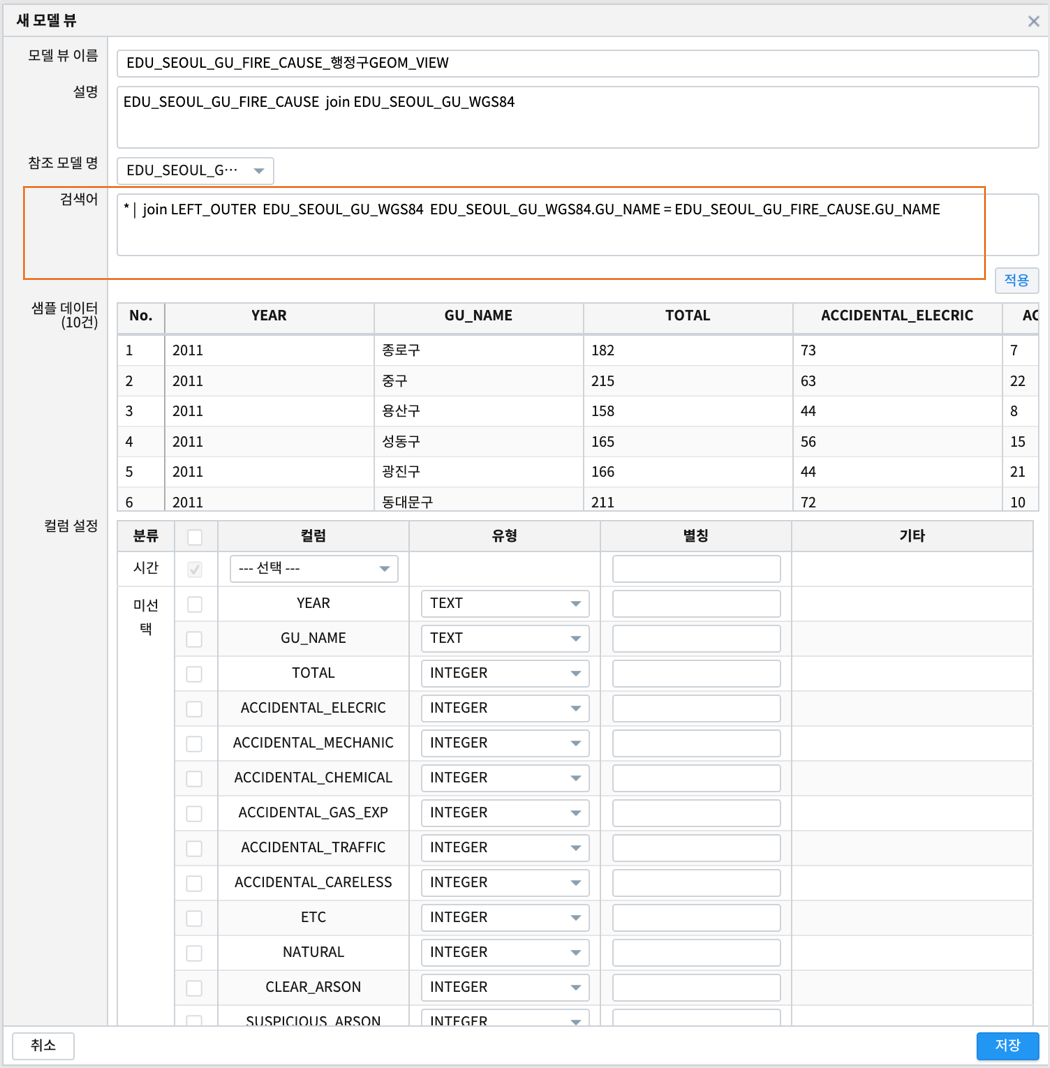 새 모델 뷰
모델 뷰 이름 EDU_SEOUL_GU_FIRE_CAUSE_행정구GEOM_VIEW
설명 EDU_SEOUL_GU_FIRE_CAUSE join EDU_SEOUL_GU_WGS84
참조 모델 명 EDU_SEOUL_G···
검색어 * | join LEFT_OUTER EDU_SEOUL_GU_WGS84 EDU_SEOUL_GU_WGS84.GU_NAME = EDU_SEOUL_GU_FIRE_CAUSE.GU_NAME
적용
샘플 데이터
(10건)
No. YEAR GU_NAME TOTAL ACCIDENTAL_ELECRIC AC
1 2011 종로구 182 73 7
2 2011 중구 215 63 22
3 2011 용산구 158 44 8
4 2011 성동구 165 56 15
5 2011 광진구 166 44 21
6 2011 동대문구 211 72 10
컬럼 설정
분류 컬럼 유형 별칭 기타
시간 --- 선택 ---
미선
택
YEAR TEXT
GU_NAME TEXT
TOTAL INTEGER
ACCIDENTAL_ELECRIC INTEGER
ACCIDENTAL_MECHANIC INTEGER
ACCIDENTAL_CHEMICAL INTEGER
ACCIDENTAL_GAS_EXP INTEGER
ACCIDENTAL_TRAFFIC INTEGER
ACCIDENTAL_CARELESS INTEGER
ETC INTEGER
NATURAL INTEGER
CLEAR_ARSON INTEGER
SUSPICIOUS_ARSON INTEGER
취소 저장